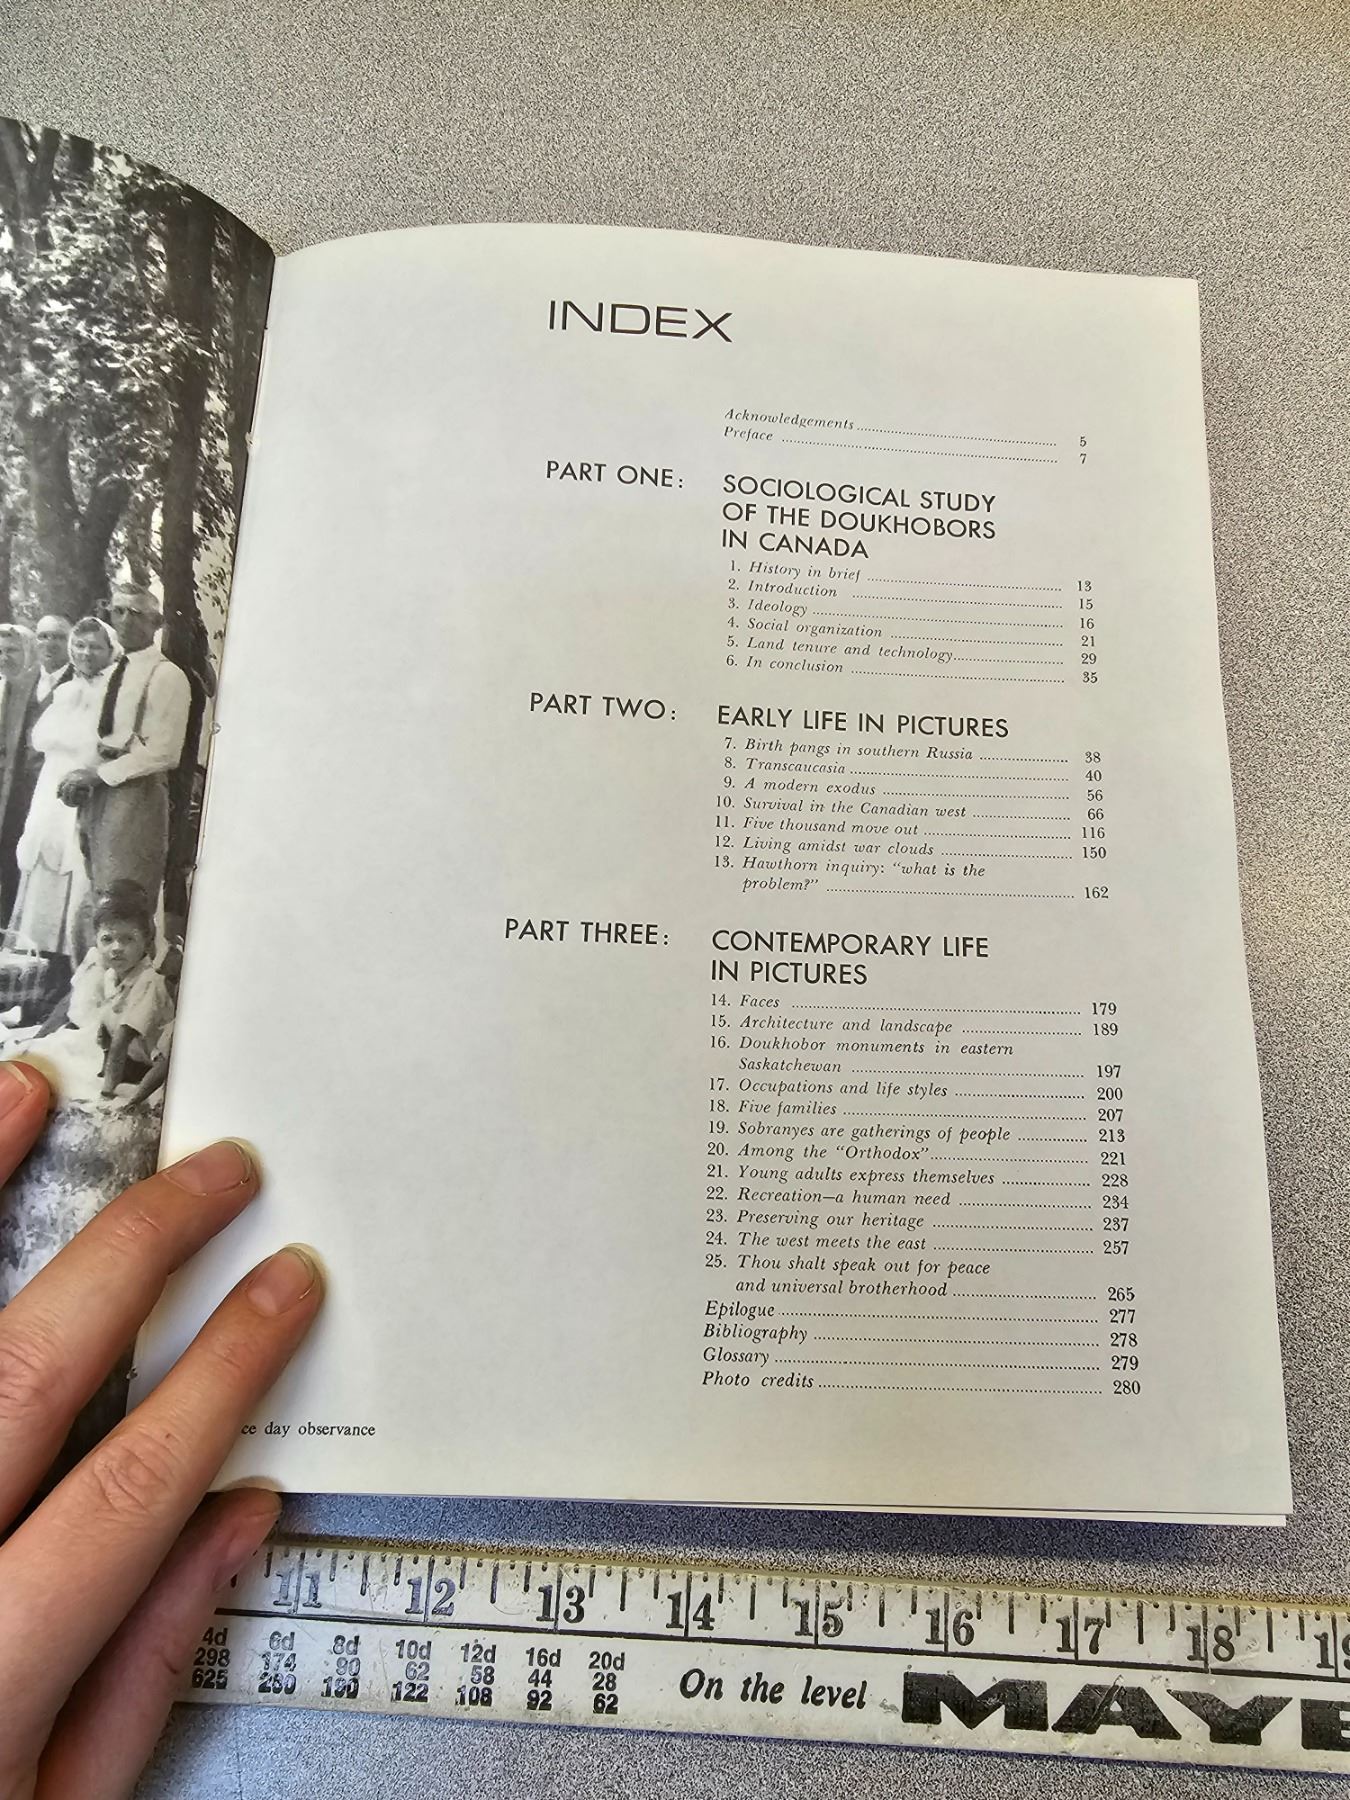 INDEX
Acknowledgements ........ 5
Preface ........ 7
PART ONE: SOCIOLOGICAL STUDY
OF THE DOUKHOBORS
IN CANADA
1. History in brief ........ 13
2. Introduction ........ 15
3. Ideology ........ 16
4. Social organization ........ 21
5. Land tenure and technology ........ 29
6. In conclusion ........ 35
PART TWO: EARLY LIFE IN PICTURES
7. Birth pangs in southern Russia ........ 38
8. Transcaucasia ........ 40
9. A modern exodus ........ 56
10. Survival in the Canadian west ........ 66
11. Five thousand move out ........ 116
12. Living amidst war clouds ........ 150
13. Hawthorn inquiry: "what is the
problem?" ........ 162
PART THREE: CONTEMPORARY LIFE
IN PICTURES
14. Faces ........ 179
15. Architecture and landscape ........ 189
16. Doukhobor monuments in eastern
Saskatchewan ........ 197
17. Occupations and life styles ........ 200
18. Five families ........ 207
19. Sobranyes are gatherings of people ........ 213
20. Among the "Orthodox" ........ 221
21. Young adults express themselves ........ 228
22. Recreation—a human need ........ 234
23. Preserving our heritage ........ 237
24. The west meets the east ........ 257
25. Thou shalt speak out for peace
and universal brotherhood ........ 265
Epilogue ........ 277
Bibliography ........ 278
Glossary ........ 279
Photo credits ........ 280
ce day observance
11 12 13 14 15 16 17 18 19
4d 6d 8d 10d 12d 16d 20d
298 174 90 62 58 44 28
625 280 190 122 108 92 62
On the level MAYE